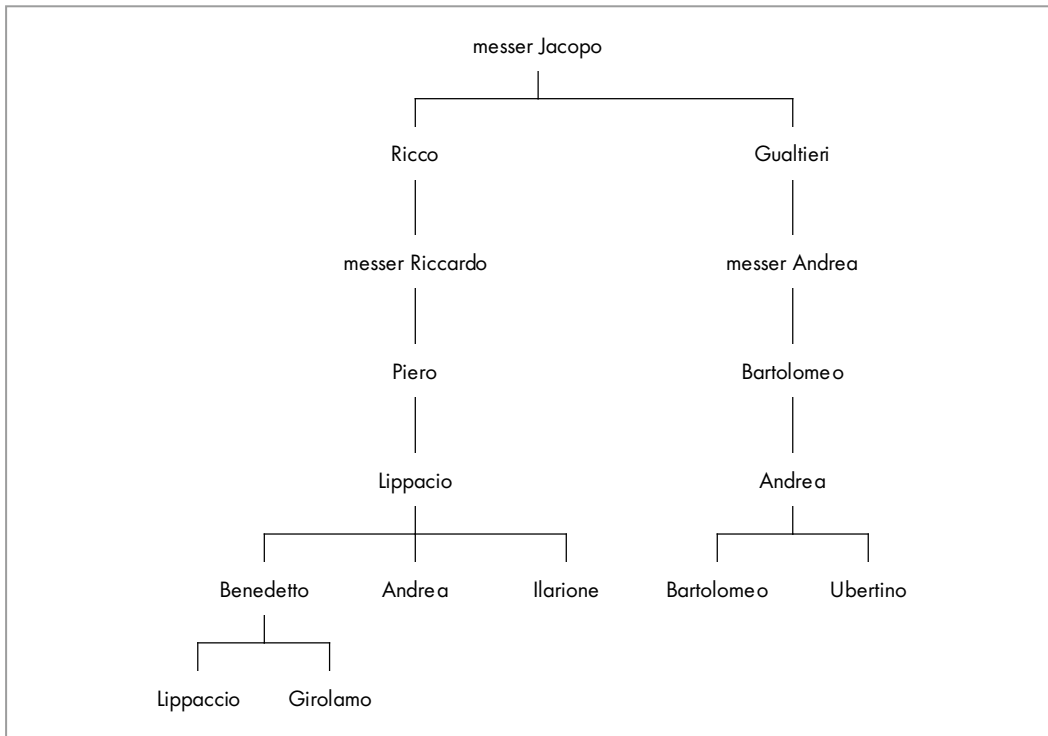 messer Jacopo
Ricco Gualtieri
messer Riccardo messer Andrea
Piero Bartolomeo
Lippacio Andrea
Benedetto Andrea Ilarione Bartolomeo Ubertino
Lippaccio Girolamo